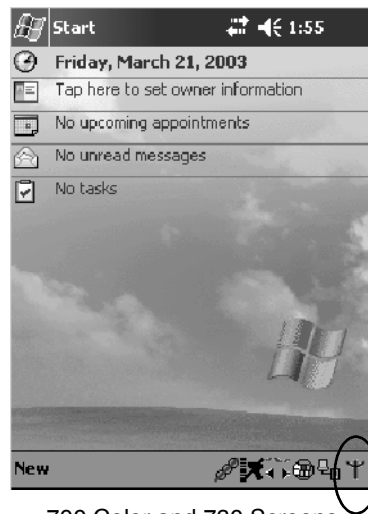 Start 1:55
Friday, March 21, 2003
Tap here to set owner information
No upcoming appointments
No unread messages
No tasks
New